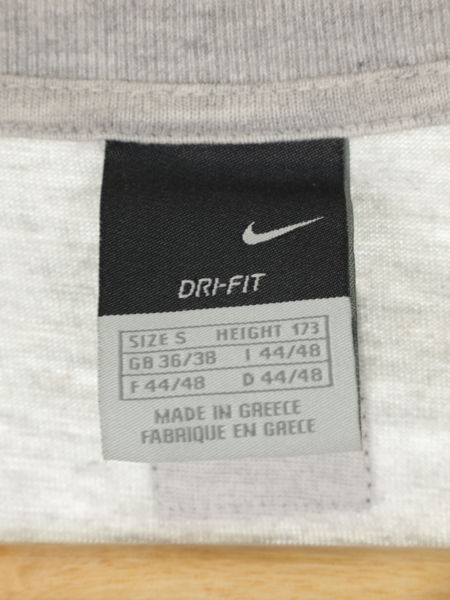 DRI-FIT
SIZE S HEIGHT 173
GB 36/38 I 44/48
F 44/48 D 44/48
MADE IN GREECE
FABRIQUE EN GRECE